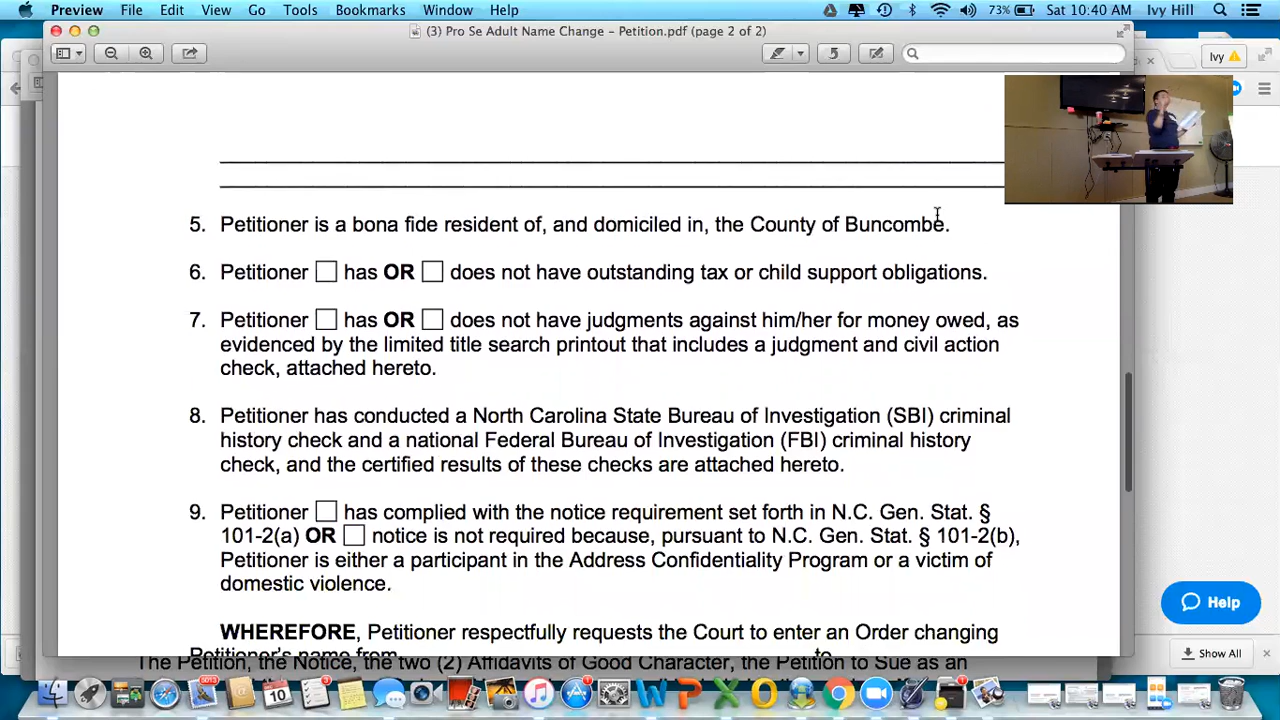 Preview File Edit View Go Tools Bookmarks Window Help 73% Sat 10:40 AM Ivy Hill
(3) Pro Se Adult Name Change – Petition.pdf (page 2 of 2)
Ivy
5. Petitioner is a bona fide resident of, and domiciled in, the County of Buncombe.
6. Petitioner has OR does not have outstanding tax or child support obligations.
7. Petitioner has OR does not have judgments against him/her for money owed, as
evidenced by the limited title search printout that includes a judgment and civil action
check, attached hereto.
8. Petitioner has conducted a North Carolina State Bureau of Investigation (SBI) criminal
history check and a national Federal Bureau of Investigation (FBI) criminal history
check, and the certified results of these checks are attached hereto.
9. Petitioner has complied with the notice requirement set forth in N.C. Gen. Stat. §
101-2(a) OR notice is not required because, pursuant to N.C. Gen. Stat. § 101-2(b),
Petitioner is either a participant in the Address Confidentiality Program or a victim of
domestic violence.
Help
WHEREFORE, Petitioner respectfully requests the Court to enter an Order changing
Petitioner's name from to
Show All
The Petition, the Notice, the two (2) Affidavits of Good Character, the Petition to Sue as an